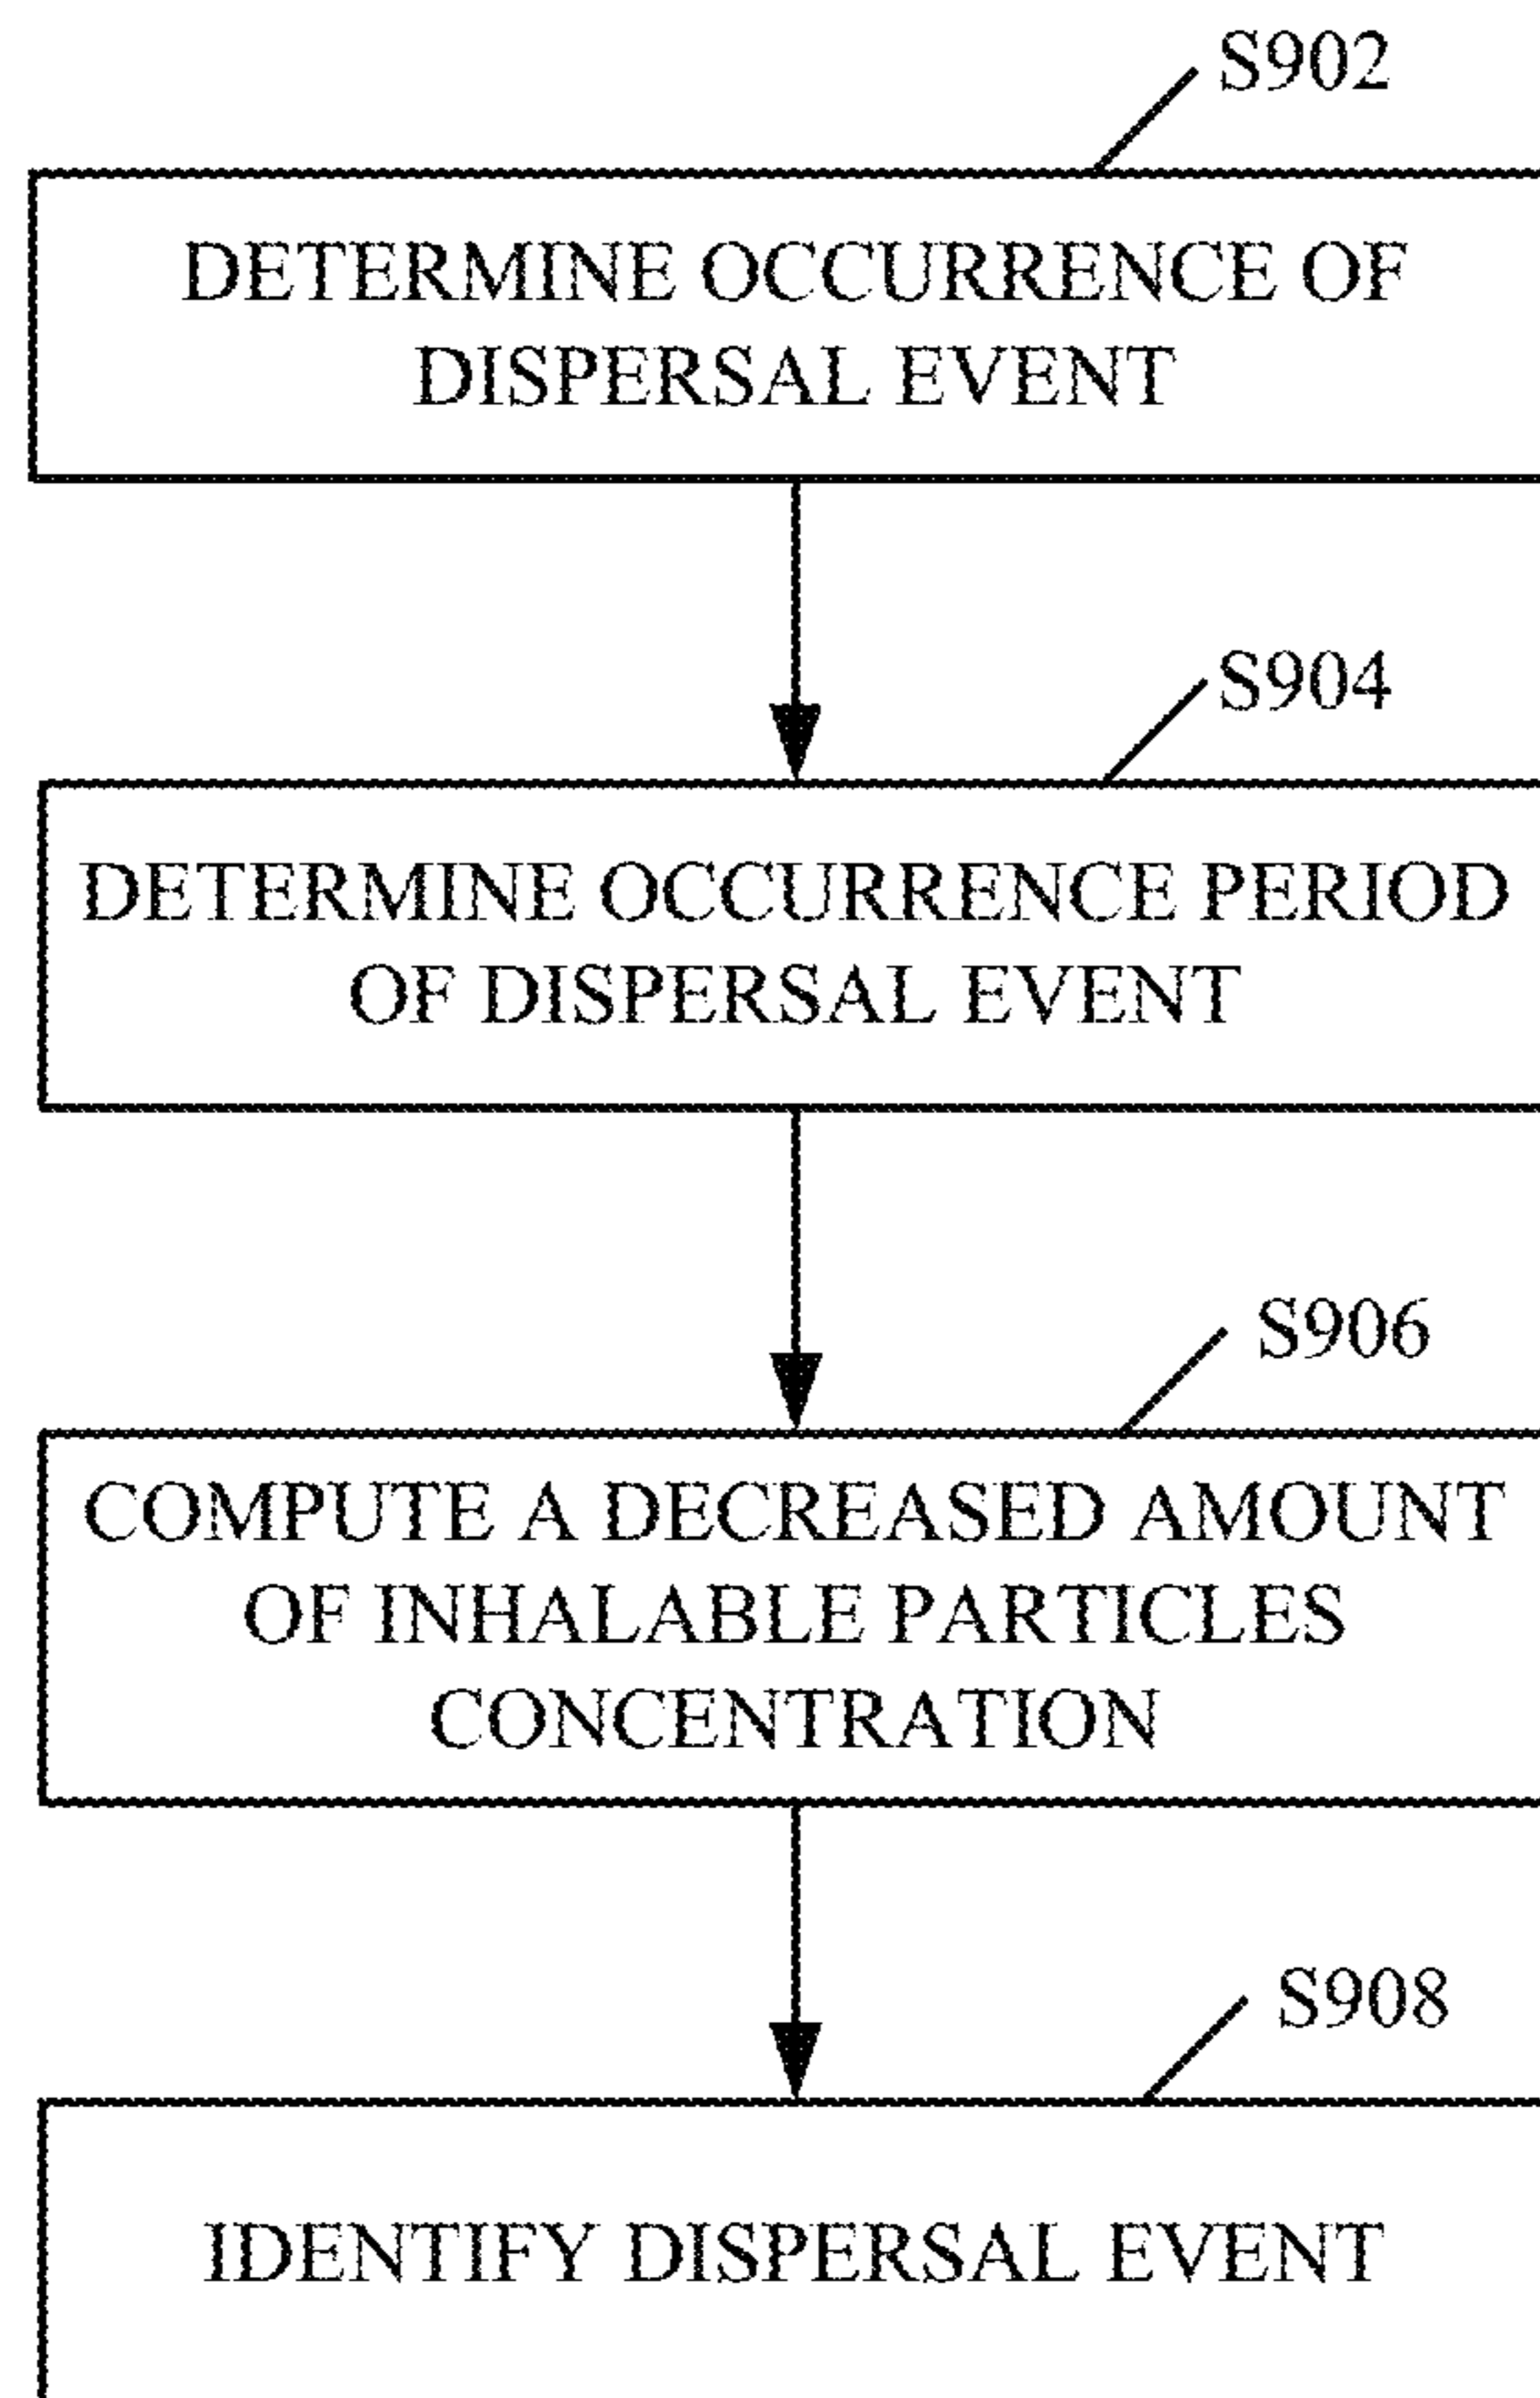 S902
DETERMINE OCCURRENCE OF
DISPERSAL EVENT
S904
DETERMINE OCCURRENCE PERIOD
OF DISPERSAL EVENT
S906
COMPUTE A DECREASED AMOUNT
OF INHALABLE PARTICLES
CONCENTRATION
S908
IDENTIFY DISPERSAL EVENT